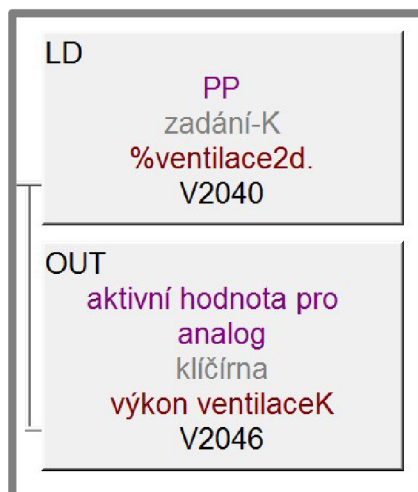 LD
PP
zadání-K
%ventilace2d.
V2040
OUT
aktivní hodnota pro
analog
klíčírna
výkon ventilaceK
V2046